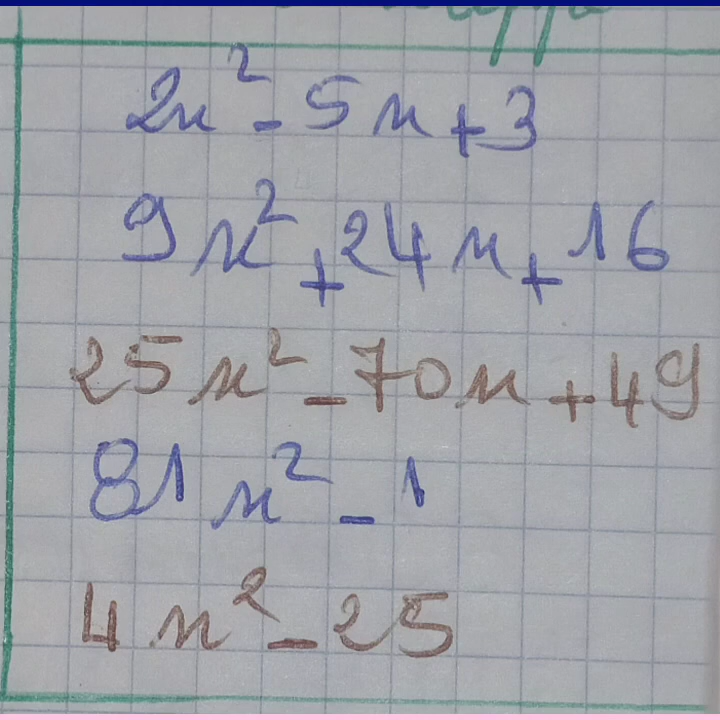 2x² - 5x + 3
9x² + 24x + 16
25x² - 70x + 49
81x² - 1
4x² - 25